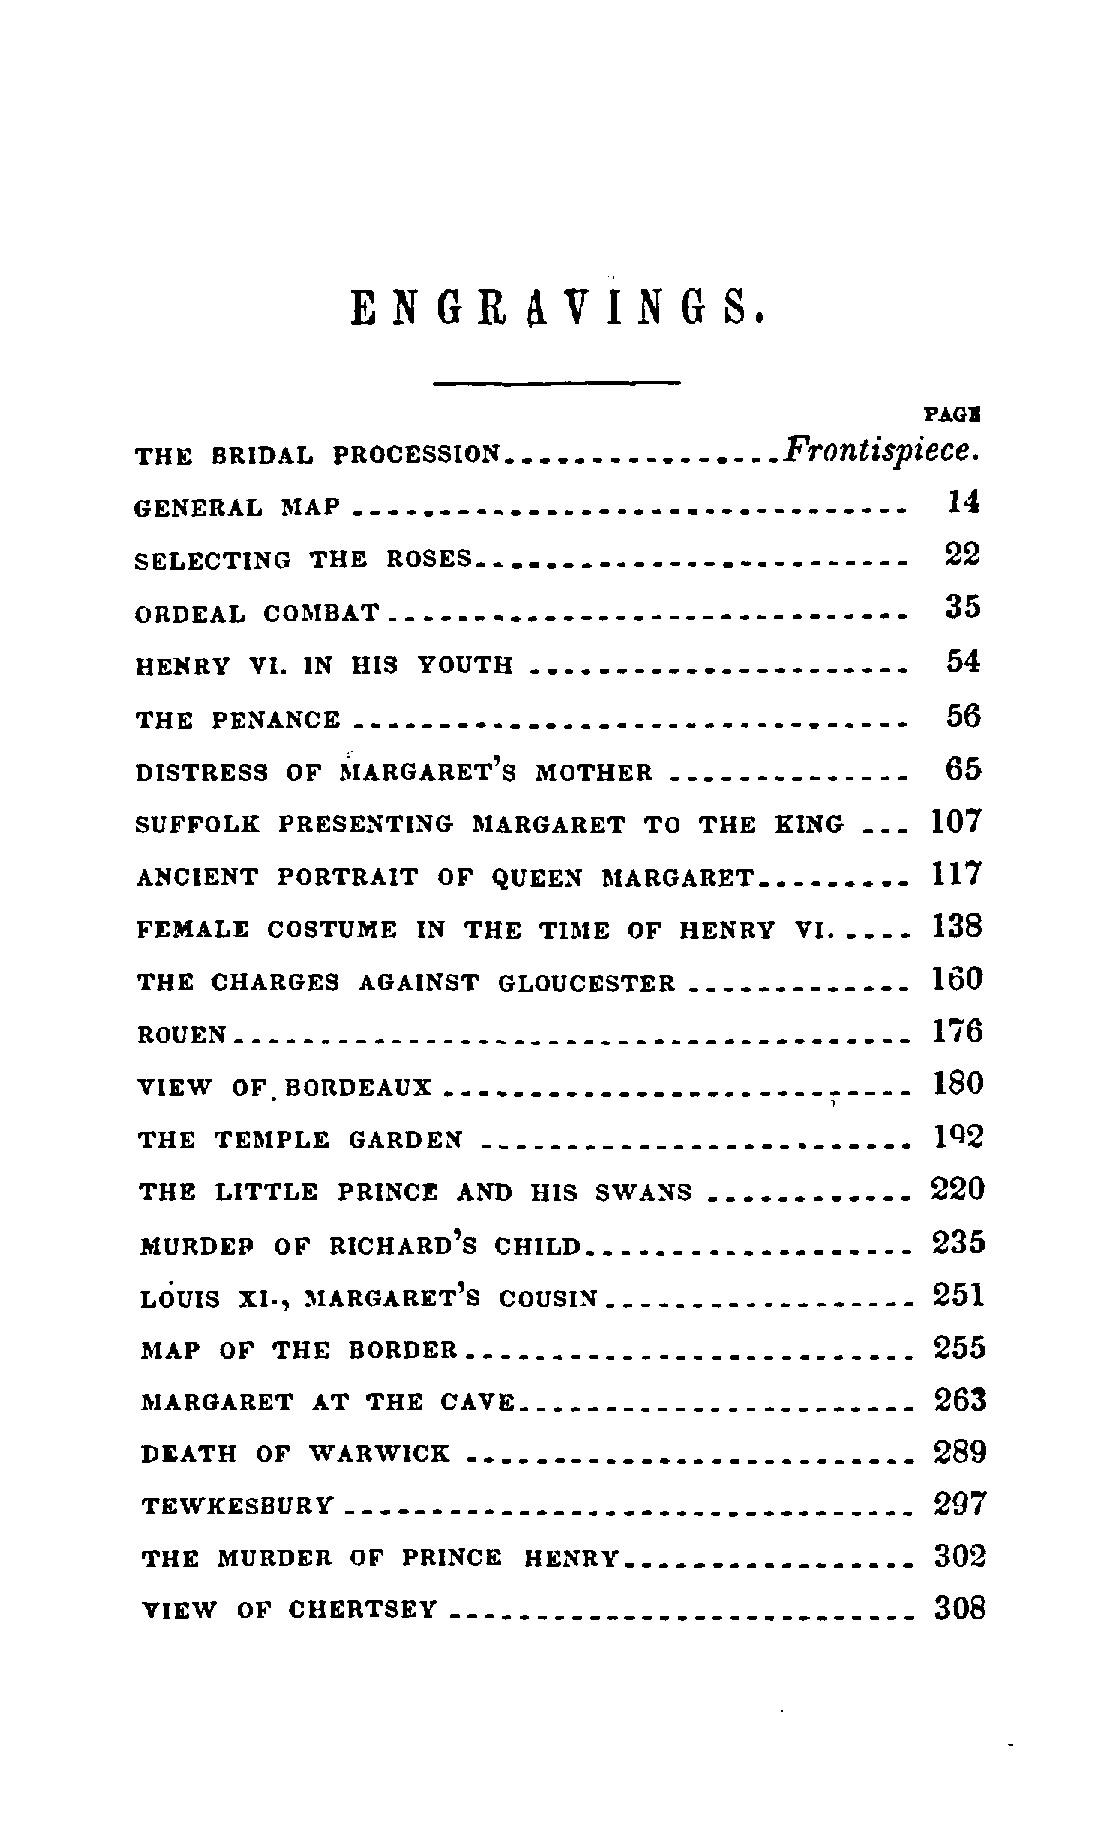 ENGRAVINGS.
PAGE
THE BRIDAL PROCESSION................Frontispiece.
GENERAL MAP ................................ 14
SELECTING THE ROSES......................... 22
ORDEAL COMBAT.............................. 35
HENRY VI. IN HIS YOUTH ...................... 54
THE PENANCE ................................ 56
DISTRESS OF MARGARET'S MOTHER .............. 65
SUFFOLK PRESENTING MARGARET TO THE KING ... 107
ANCIENT PORTRAIT OF QUEEN MARGARET......... 117
FEMALE COSTUME IN THE TIME OF HENRY VI. .... 138
THE CHARGES AGAINST GLOUCESTER ............. 160
ROUEN....................................... 176
VIEW OF BORDEAUX ........................... 180
THE TEMPLE GARDEN ......................... 192
THE LITTLE PRINCE AND HIS SWANS ............ 220
MURDER OF RICHARD'S CHILD................... 235
LOUIS XI., MARGARET'S COUSIN.................. 251
MAP OF THE BORDER.......................... 255
MARGARET AT THE CAVE....................... 263
DEATH OF WARWICK .......................... 289
TEWKESBURY ................................. 297
THE MURDER OF PRINCE HENRY................. 302
VIEW OF CHERTSEY ........................... 308